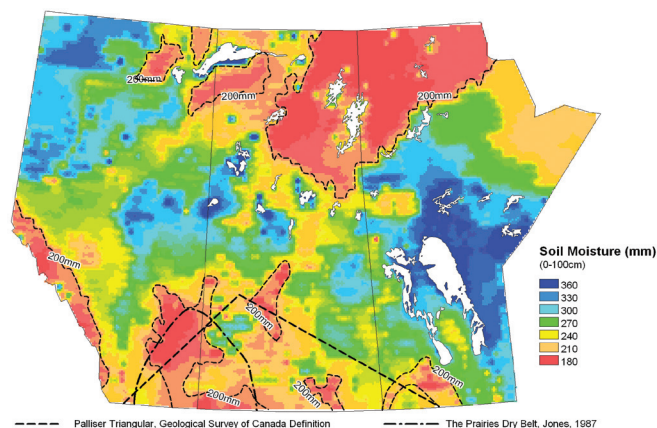 200mm
200mm
200mm
200mm
200mm
200mm
200mm
200mm
Soil Moisture (mm)
(0-100cm)
360
330
300
270
240
210
180
Palliser Triangular, Geological Survey of Canada Definition
The Prairies Dry Belt, Jones, 1987